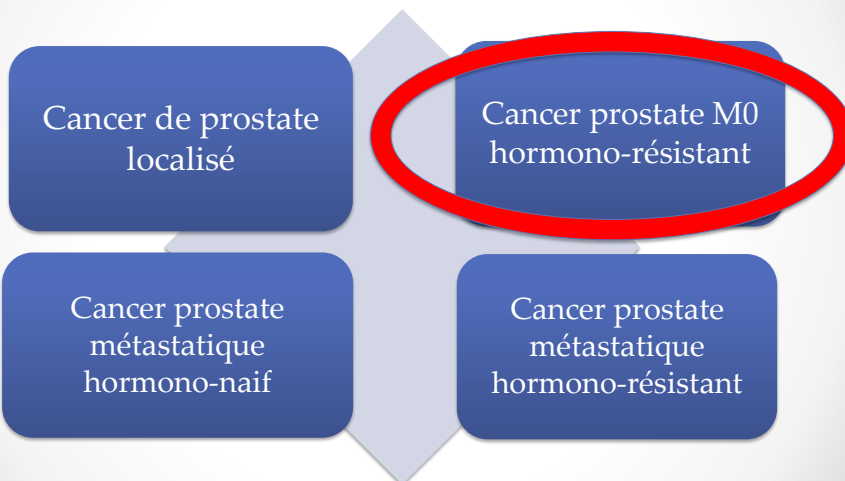 Cancer de prostate
localisé
Cancer prostate M0
hormono-résistant
Cancer prostate
métastatique
hormono-naif
Cancer prostate
métastatique
hormono-résistant